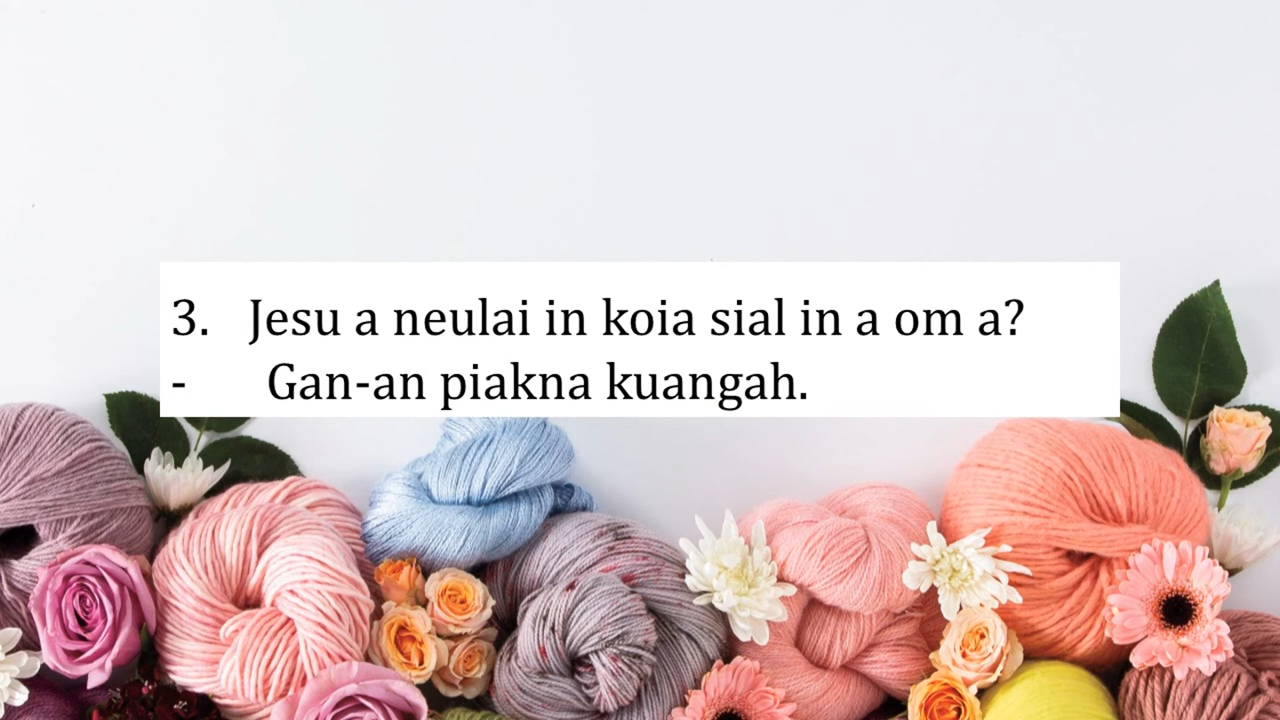 3. Jesu a neulai in koia sial in a om a?
- Gan-an piakna kuangah.